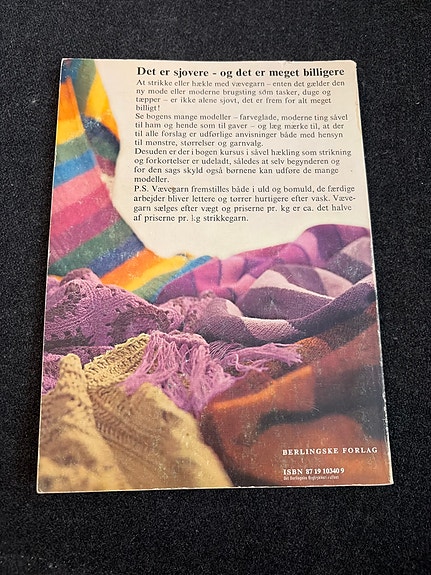 Det er sjovere - og det er meget billigere
At strikke eller hækle med vævegarn – enten det gælder den
ny mode eller moderne brugsting som tasker, duge og
tæpper – er ikke alene sjovt, det er frem for alt meget
billigt!
Se bogens mange modeller – farveglade, moderne ting såvel
til ham og hende som til gaver – og læg mærke til, at der
til alle forslag er udførlige anvisninger både med hensyn
til mønstre, størrelser og garnvalg.
Desuden er der i bogen kursus i såvel hækling som strikning
og forkortelser er udeladt, således at selv begynderen og
for den sags skyld også børnene kan udføre de mange
modeller.
P.S. Vævegarn fremstilles både i uld og bomuld, de færdige
arbejder bliver lettere og tørrer hurtigere efter vask. Væve-
garn sælges efter vægt og priserne pr. kg er ca. det halve
af priserne pr. kg strikkegarn.
BERLINGSKE FORLAG
ISBN 87 19 10340 9
Det Berlingske Bogtrykkeri